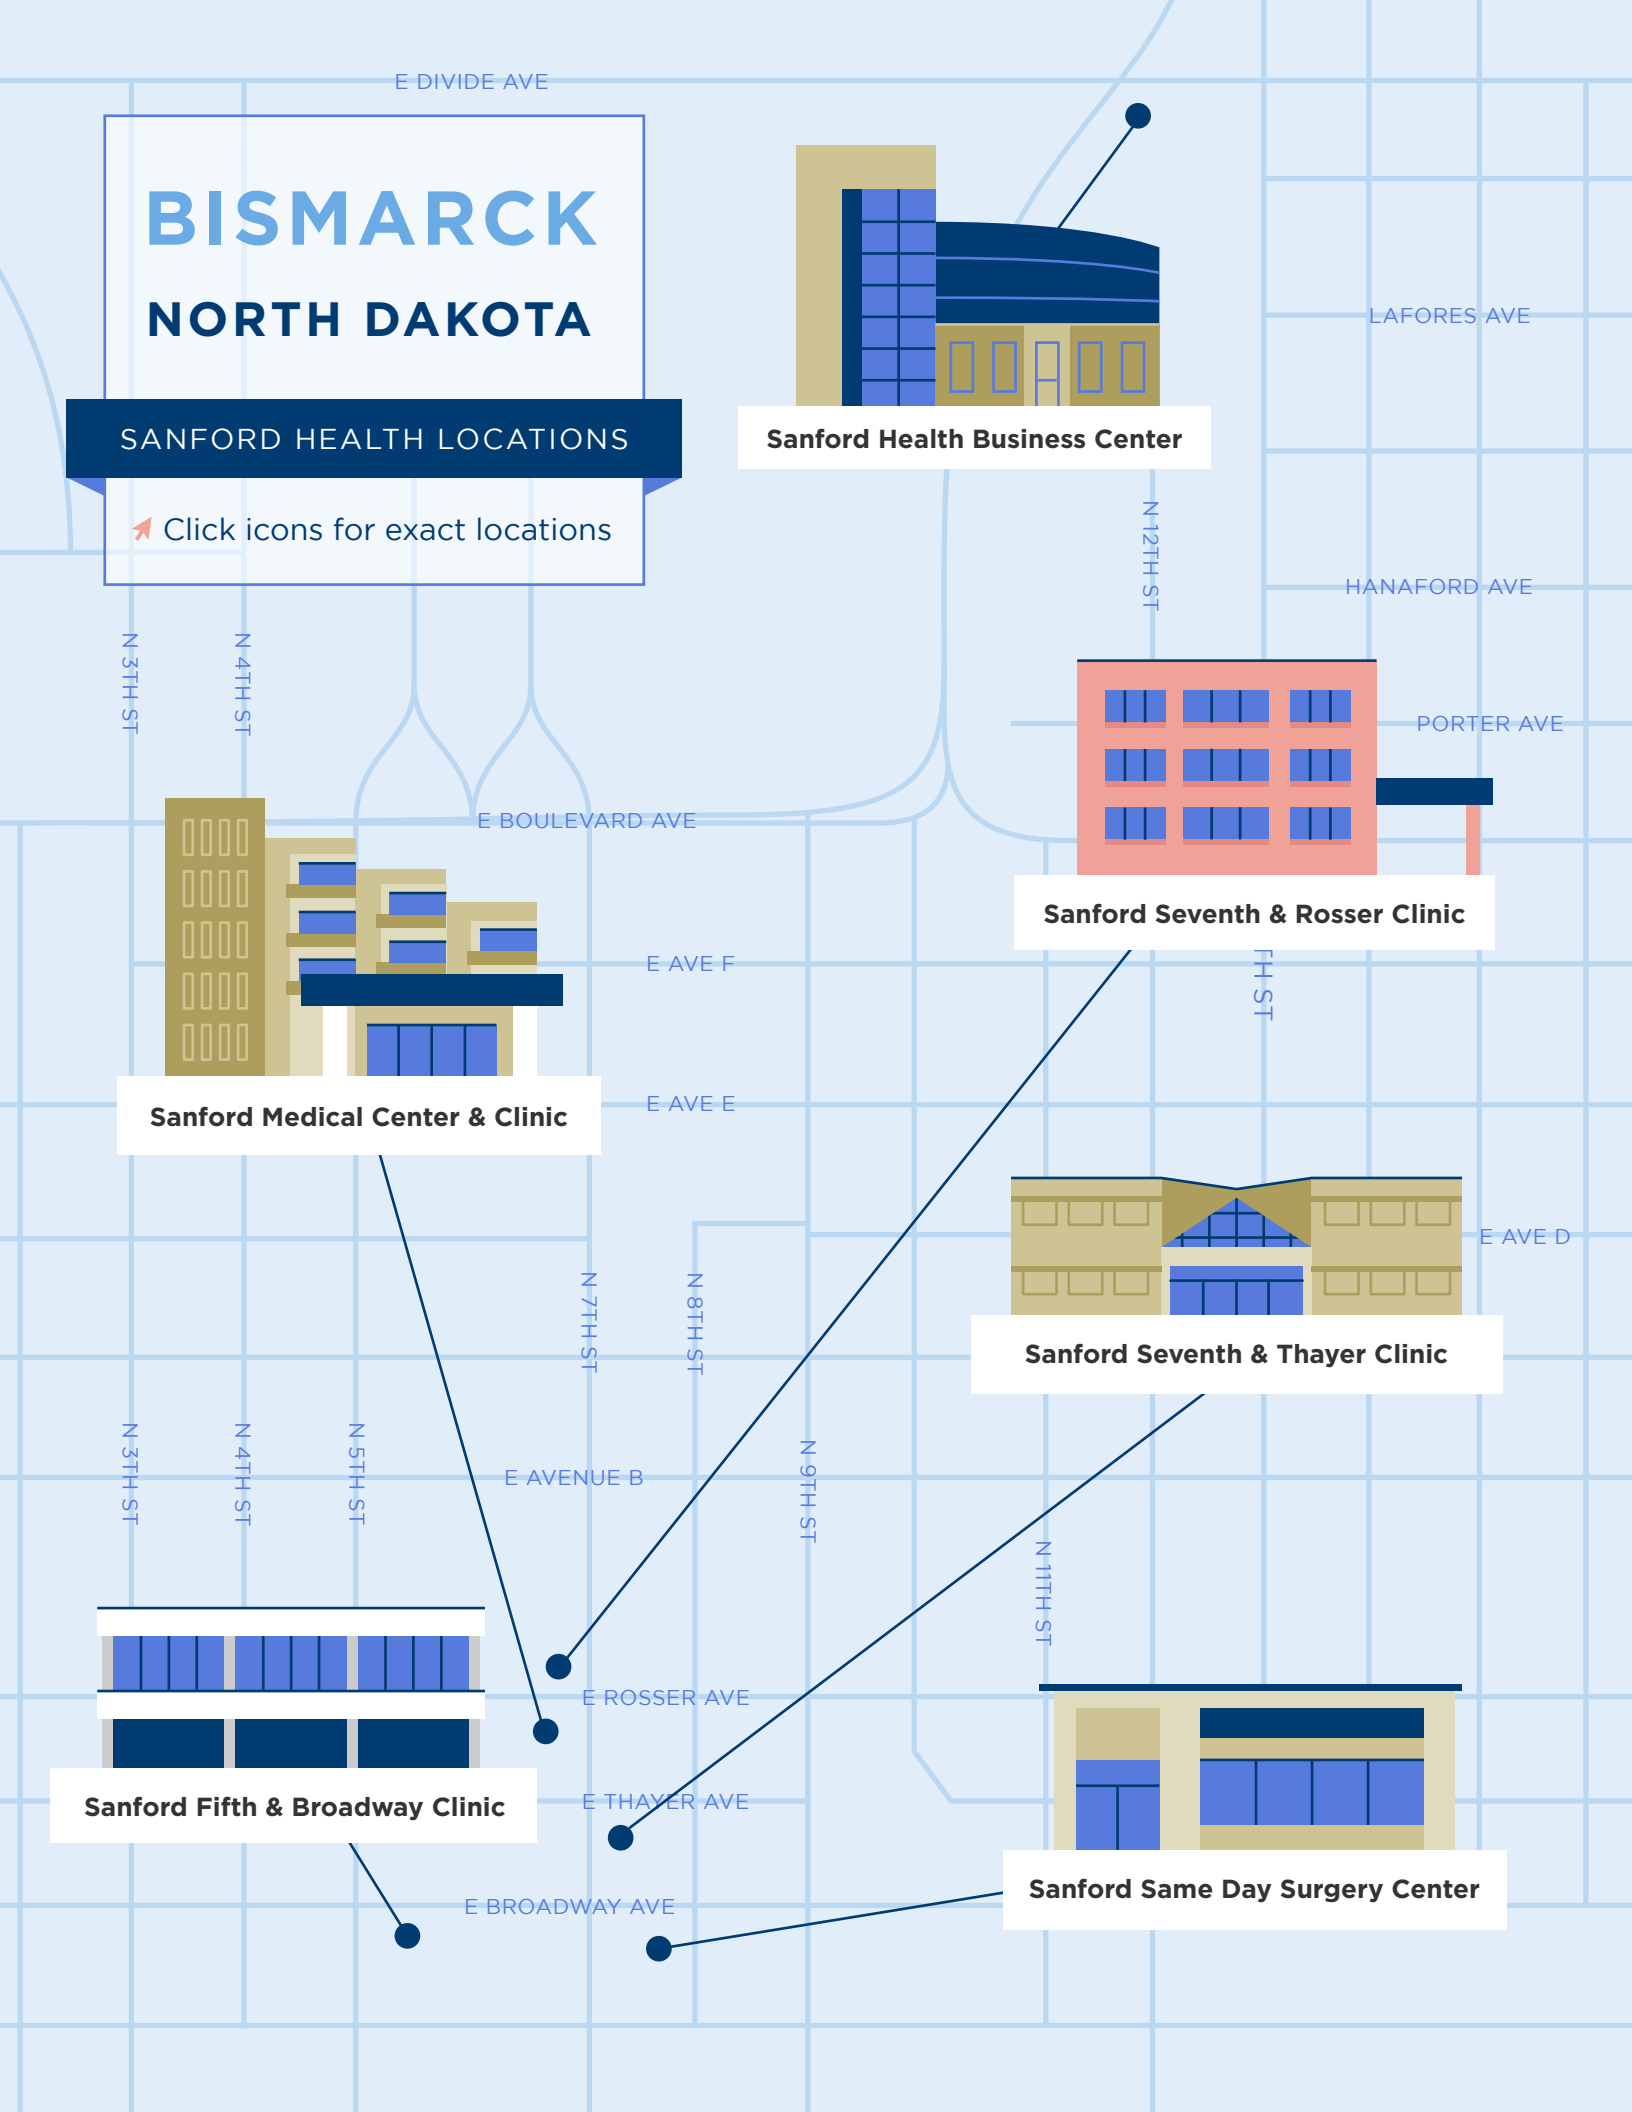 E DIVIDE AVE
BISMARCK
NORTH DAKOTA
SANFORD HEALTH LOCATIONS
Click icons for exact locations
Sanford Health Business Center
LAFORES AVE
N 12TH ST
HANAFORD AVE
N 3TH ST
N 4TH ST
PORTER AVE
E BOULEVARD AVE
Sanford Seventh & Rosser Clinic
E AVE F
TH ST
Sanford Medical Center & Clinic
E AVE E
E AVE D
N 7TH ST
N 8TH ST
Sanford Seventh & Thayer Clinic
N 3TH ST
N 4TH ST
N 5TH ST
E AVENUE B
N 9TH ST
N 11TH ST
E ROSSER AVE
Sanford Fifth & Broadway Clinic
E THAYER AVE
Sanford Same Day Surgery Center
E BROADWAY AVE